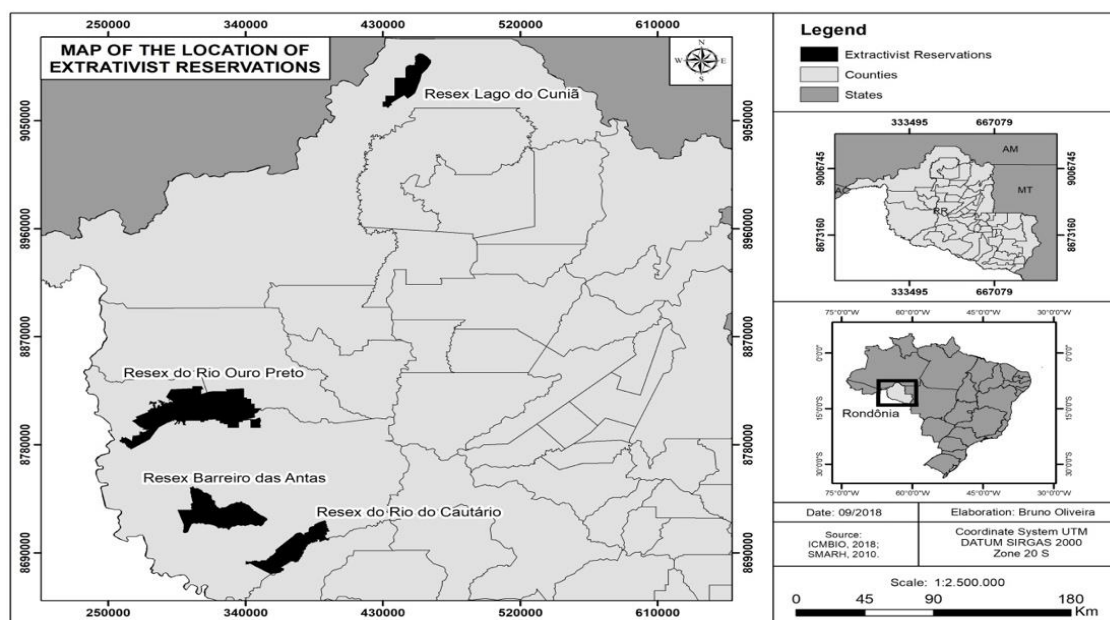 250000 340000 430000 520000 610000
MAP OF THE LOCATION OF
EXTRATIVIST RESERVATIONS
N
W E
S
Resex Lago do Cuniã
Resex do Rio Ouro Preto
Resex Barreiro das Antas
Resex do Rio do Cautário
9050000 9050000
8960000 8960000
8870000 8870000
8780000 8780000
8690000 8690000
250000 340000 430000 520000 610000
Legend
Extractivist Reservations
Counties
States
333495 667079
AM
9006745 9006745
AC
MT
RR
8673160 8673160
333495 667079
75°0'0"W 60°0'0"W 45°0'0"W 30°0'0"W
0°0'0" 0°0'0"
Rondônia
15°0'0"S 15°0'0"S
30°0'0"S 30°0'0"S
75°0'0"W 60°0'0"W 45°0'0"W 30°0'0"W
Date: 09/2018
Elaboration: Bruno Oliveira
Source:
ICMBIO, 2018;
SMARH, 2010.
Coordinate System UTM
DATUM SIRGAS 2000
Zone 20 S
Scale: 1:2.500.000
0 45 90 180
Km